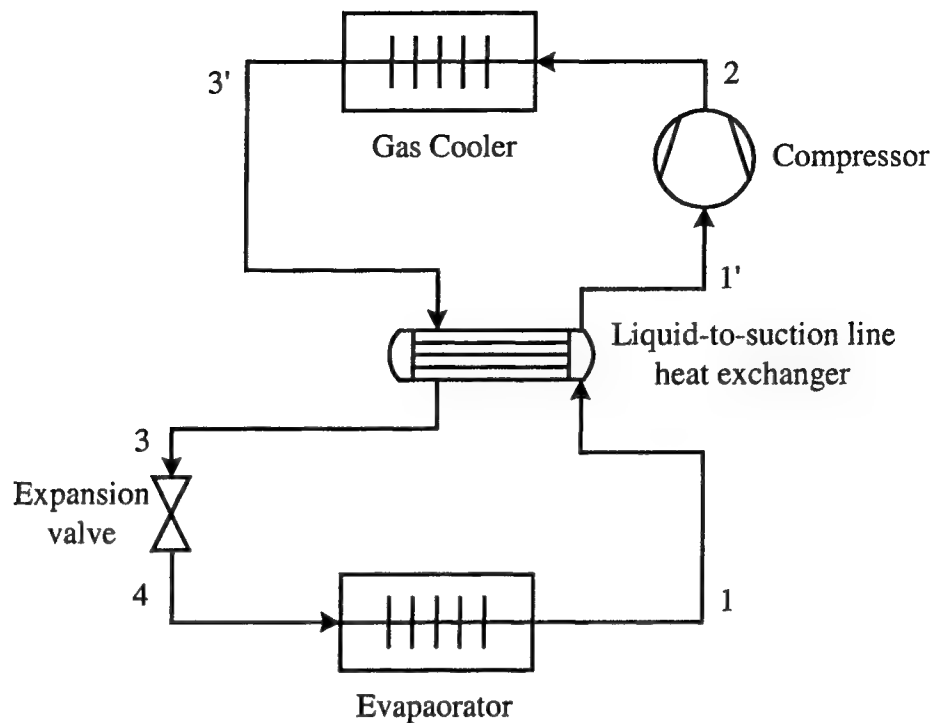 3'
2
Gas Cooler
Compressor
1'
Liquid-to-suction line
heat exchanger
3
Expansion
valve
4
1
Evapaorator